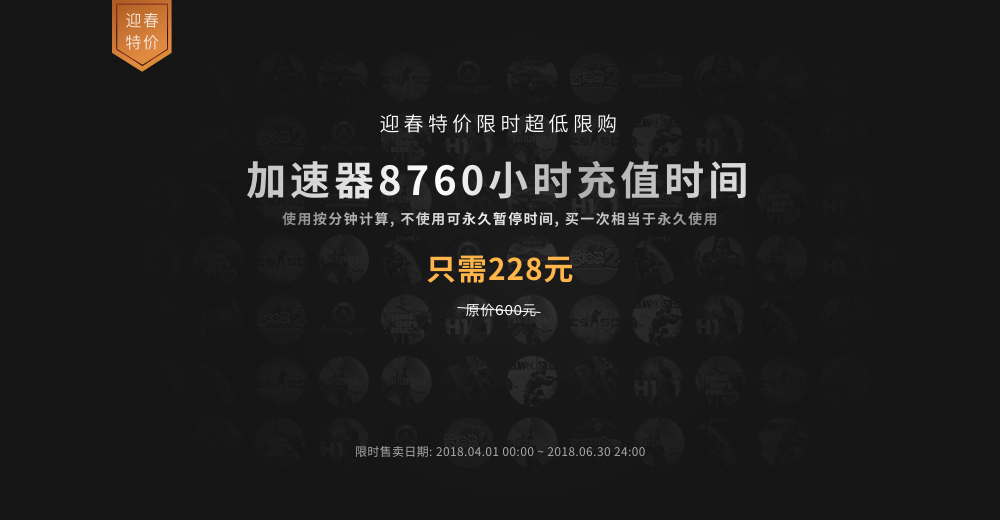 迎春
特价
迎春特价限时超低限购
加速器8760小时充值时间
使用按分钟计算, 不使用可永久暂停时间, 买一次相当于永久使用
只需228元
原价600元
限时售卖日期: 2018.04.01 00:00 ~ 2018.06.30 24:00